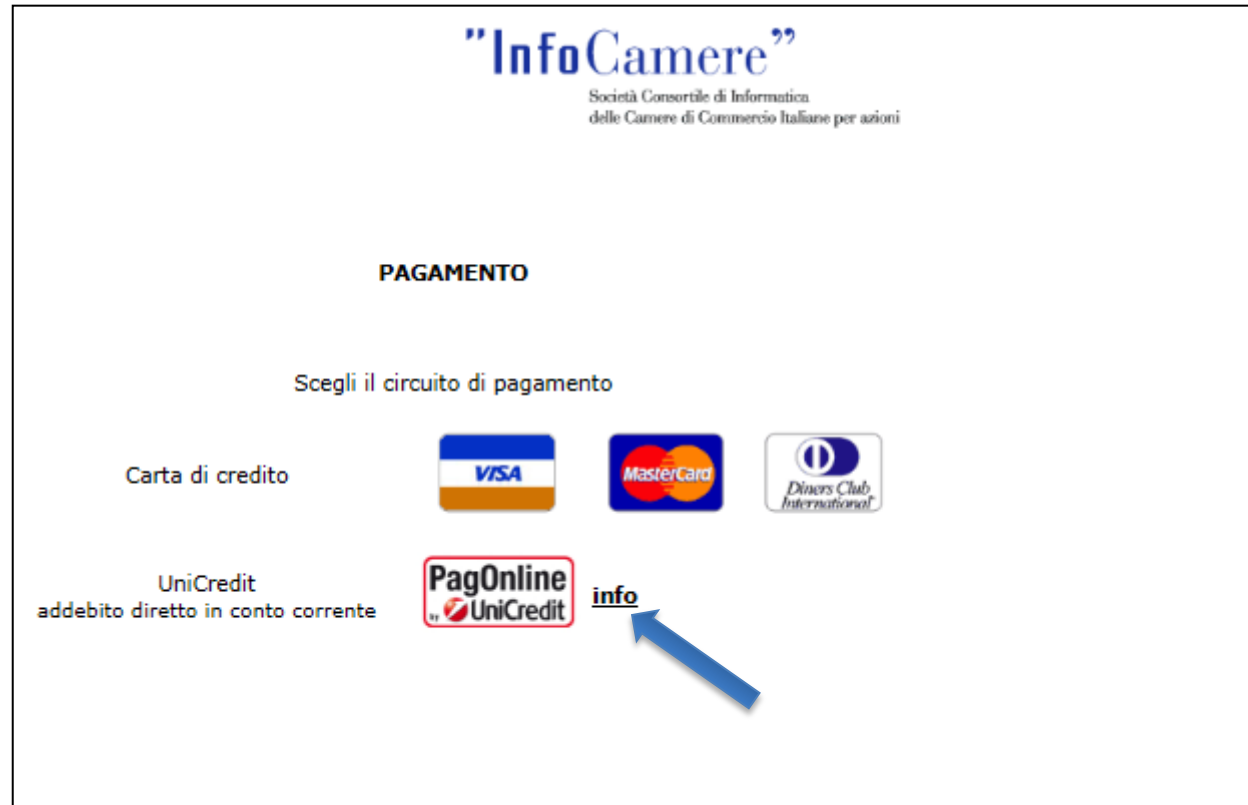 "InfoCamere"
Società Consortile di Informatica
delle Camere di Commercio Italiane per azioni
PAGAMENTO
Scegli il circuito di pagamento
Carta di credito
VISA
MasterCard
Diners Club
International
UniCredit
addebito diretto in conto corrente
PagOnline
by UniCredit
info